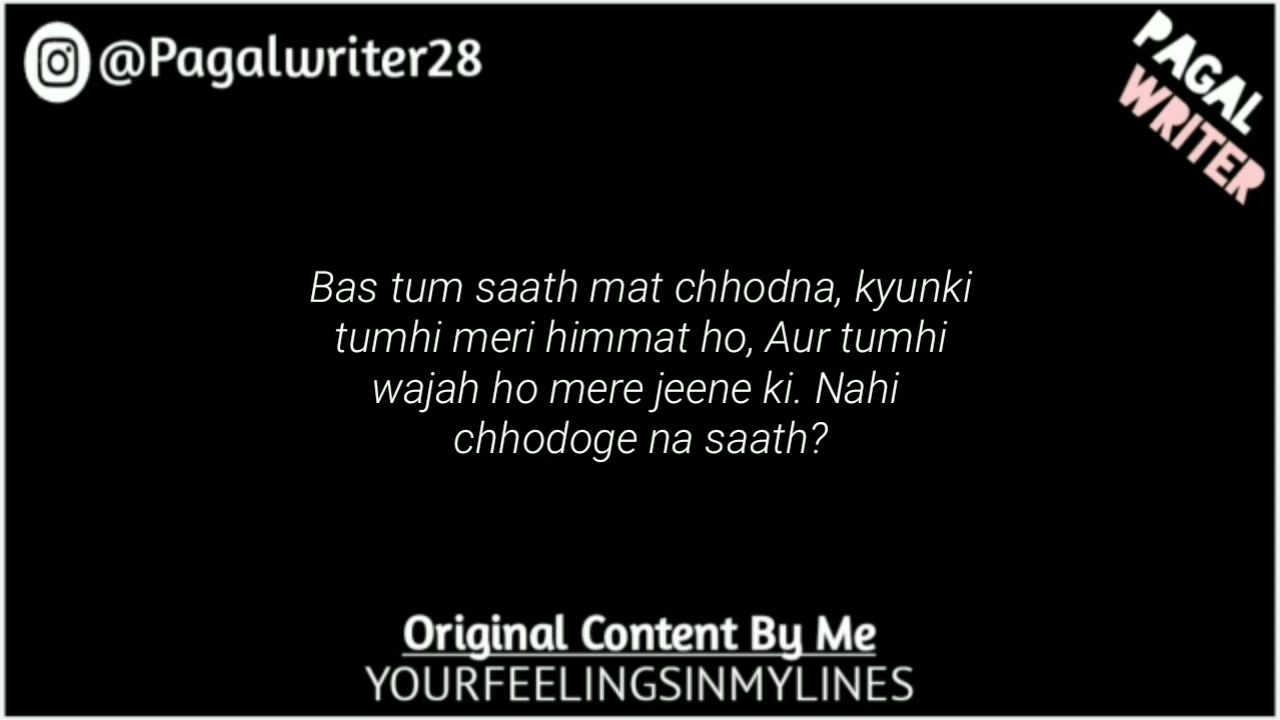 @Pagalwriter28
PAGAL
WRITER
Bas tum saath mat chhodna, kyunki
tumhi meri himmat ho, Aur tumhi
wajah ho mere jeene ki. Nahi
chhodoge na saath?
Original Content By Me
YOURFEELINGSINMYLINES